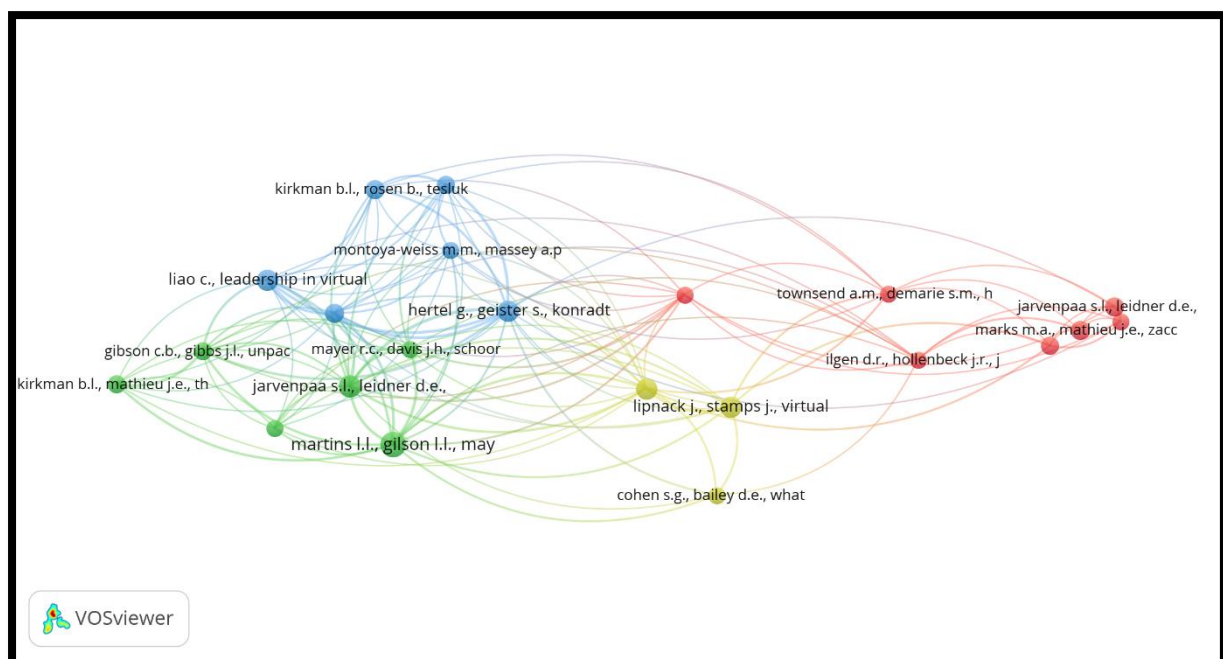 kirkman b.l., rosen b., tesluk
montoya-weiss m.m., massey a.p
liao c., leadership in virtual
hertel g., geister s., konradt
townsend a.m., demarie s.m., h
jarvenpaa s.l., leidner d.e.,
marks m.a., mathieu j.e., zacc
gibson c.b., gibbs j.l., unpac
mayer r.c., davis j.h., schoor
ilgen d.r., hollenbeck j.r., j
kirkman b.l., mathieu j.e., th
jarvenpaa s.l., leidner d.e.,
lipnack j., stamps j., virtual
martins l.l., gilson l.l., may
cohen s.g., bailey d.e., what
VOSviewer